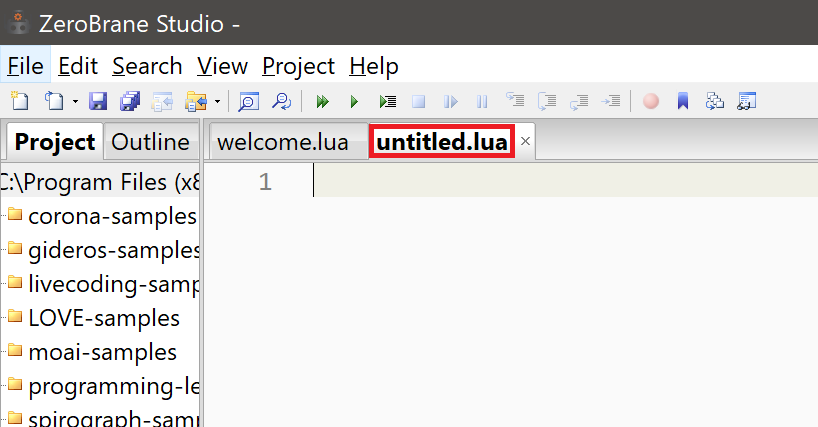 ZeroBrane Studio -
File Edit Search View Project Help
Project Outline
welcome.lua untitled.lua ×
C:\Program Files (x8
1
corona-samples
gideros-samples
livecoding-samp
LOVE-samples
moai-samples
programming-le
spirograph-samp